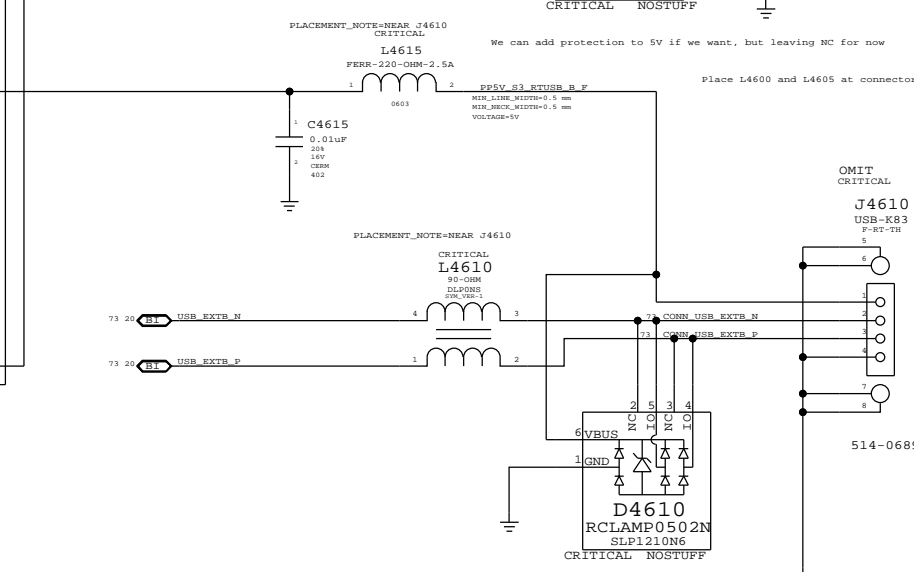 CRITICAL NOSTUFF
PLACEMENT_NOTE=NEAR J4610
CRITICAL
L4615
FERR-220-OHM-2.5A
1 2
0603
We can add protection to 5V if we want, but leaving NC for now
Place L4600 and L4605 at connector
PP5V_S3_RTUSB_B_F
MIN_LINE_WIDTH=0.5 mm
MIN_NECK_WIDTH=0.5 mm
VOLTAGE=5V
1
C4615
0.01uF
20%
16V
CERM
402
2
OMIT
CRITICAL
J4610
USB-K83
F-RT-TH
5
6
1
2
3
4
7
8
514-0689
PLACEMENT_NOTE=NEAR J4610
CRITICAL
L4610
90-OHM
DLP0NS
SYM_VER-1
4 3
1 2
73 20 BI USB_EXTB_N
73 20 BI USB_EXTB_P
73 CONN_USB_EXTB_N
73 CONN_USB_EXTB_P
2 5 3 4
NC IO NC IO
6 VBUS
1 GND
D4610
RCLAMP0502N
SLP1210N6
CRITICAL NOSTUFF